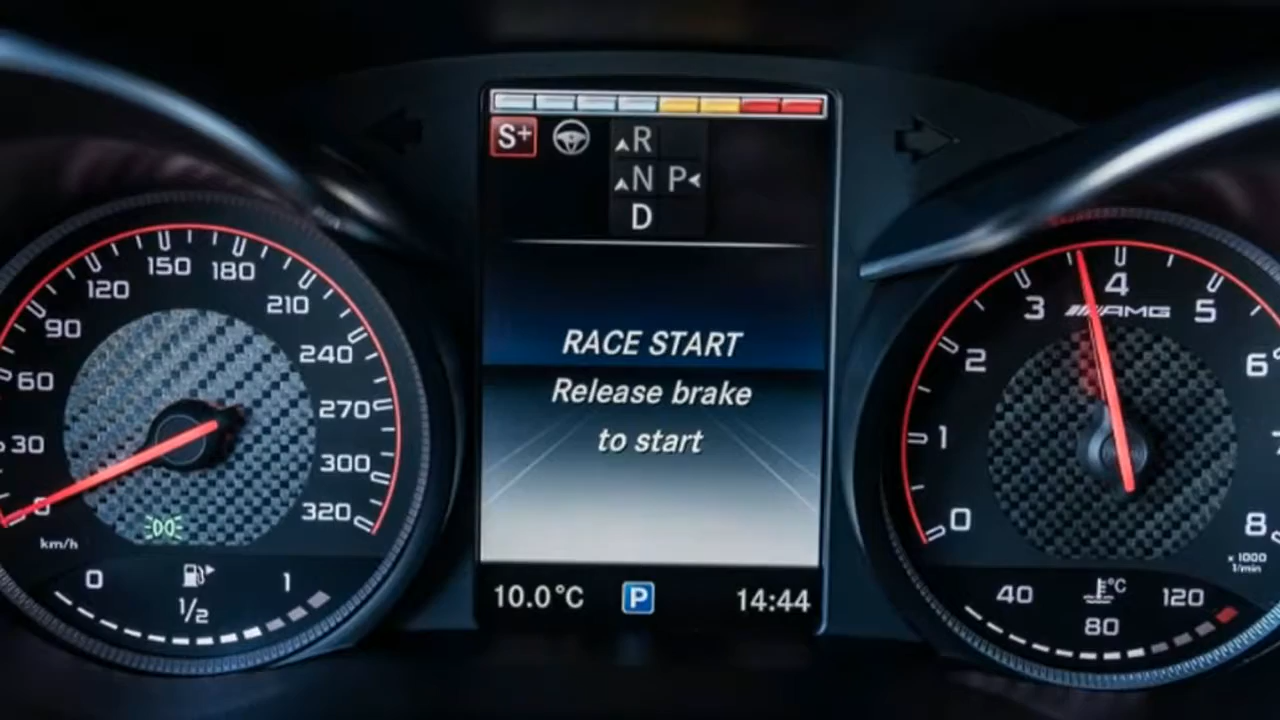 S+
R
N P
D
RACE START
Release brake
to start
10.0°C P 14:44
0
30
60
90
120
150
180
210
240
270
300
320
km/h
0 1/2 1
0
1
2
3
4
5
6
7
8
AMG
x 1000
1/min
40 80 120
°C